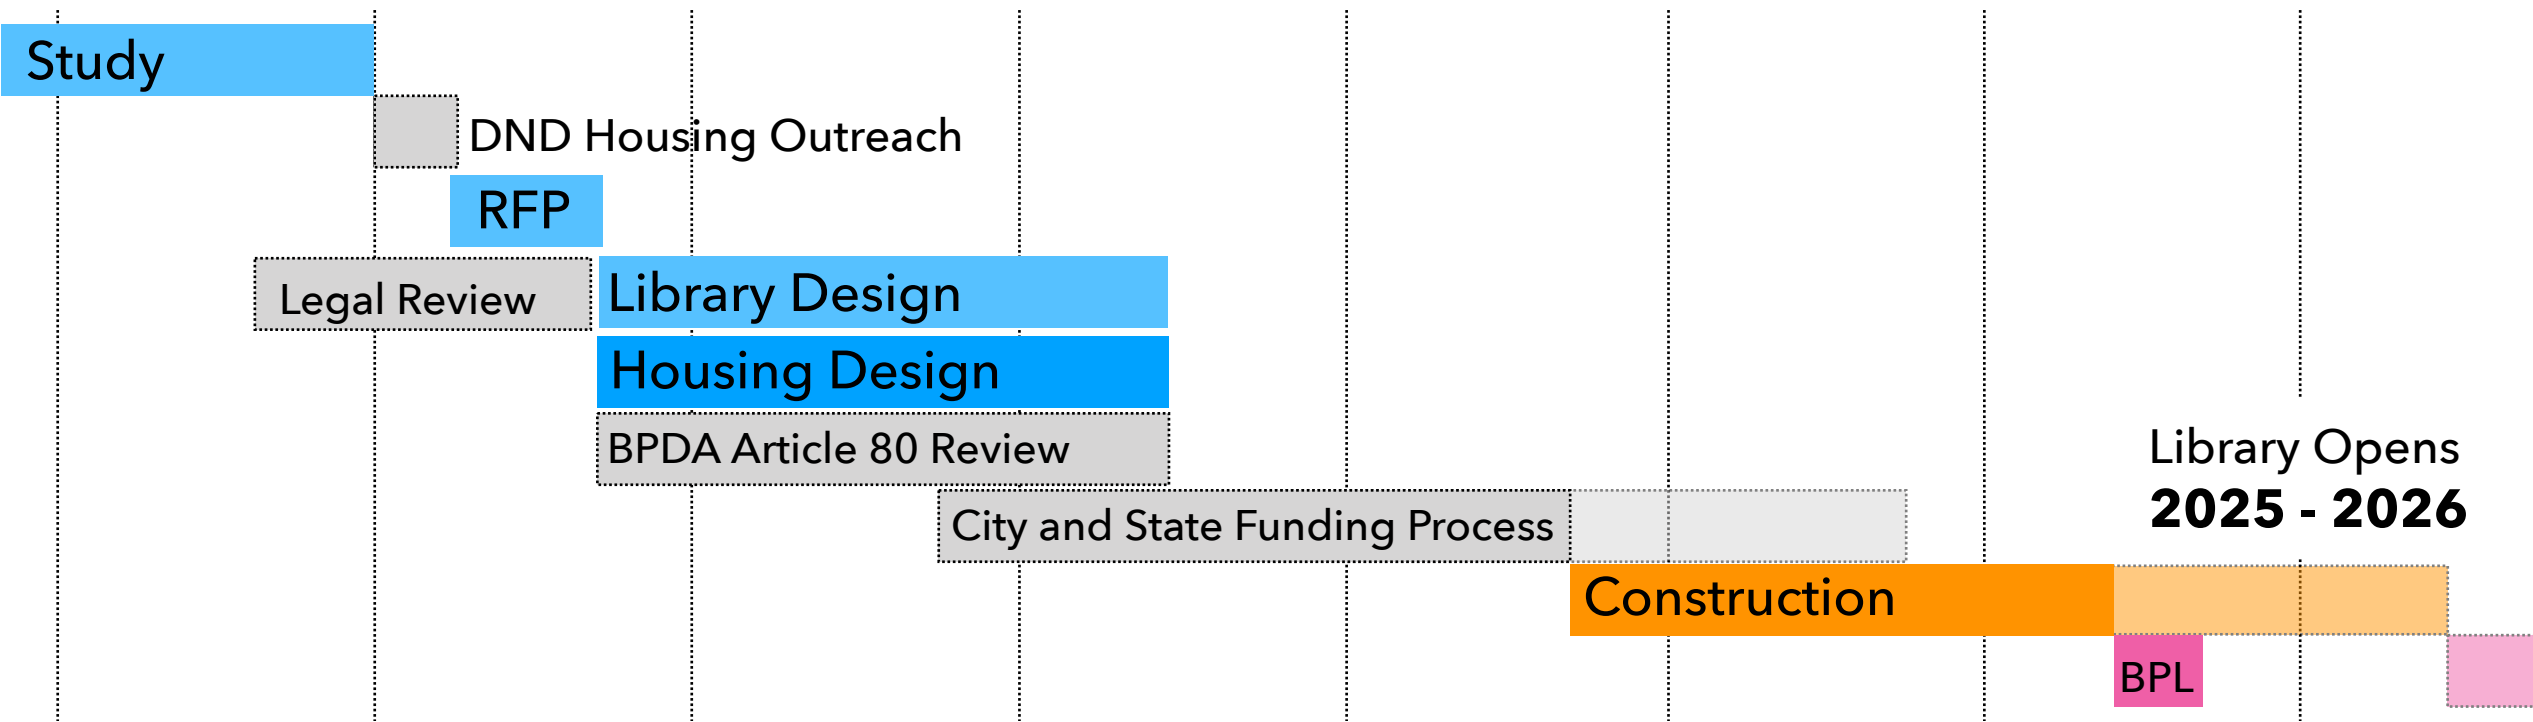 Study
DND Housing Outreach
RFP
Legal Review
Library Design
Housing Design
BPDA Article 80 Review
Library Opens
2025 - 2026
City and State Funding Process
Construction
BPL